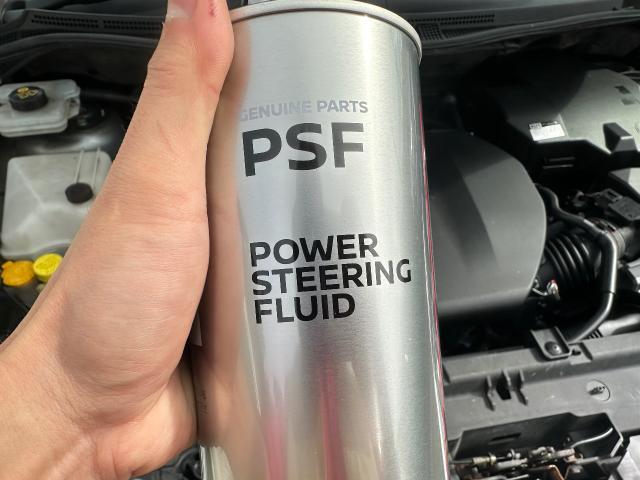 GENUINE PARTS
PSF
POWER
STEERING
FLUID